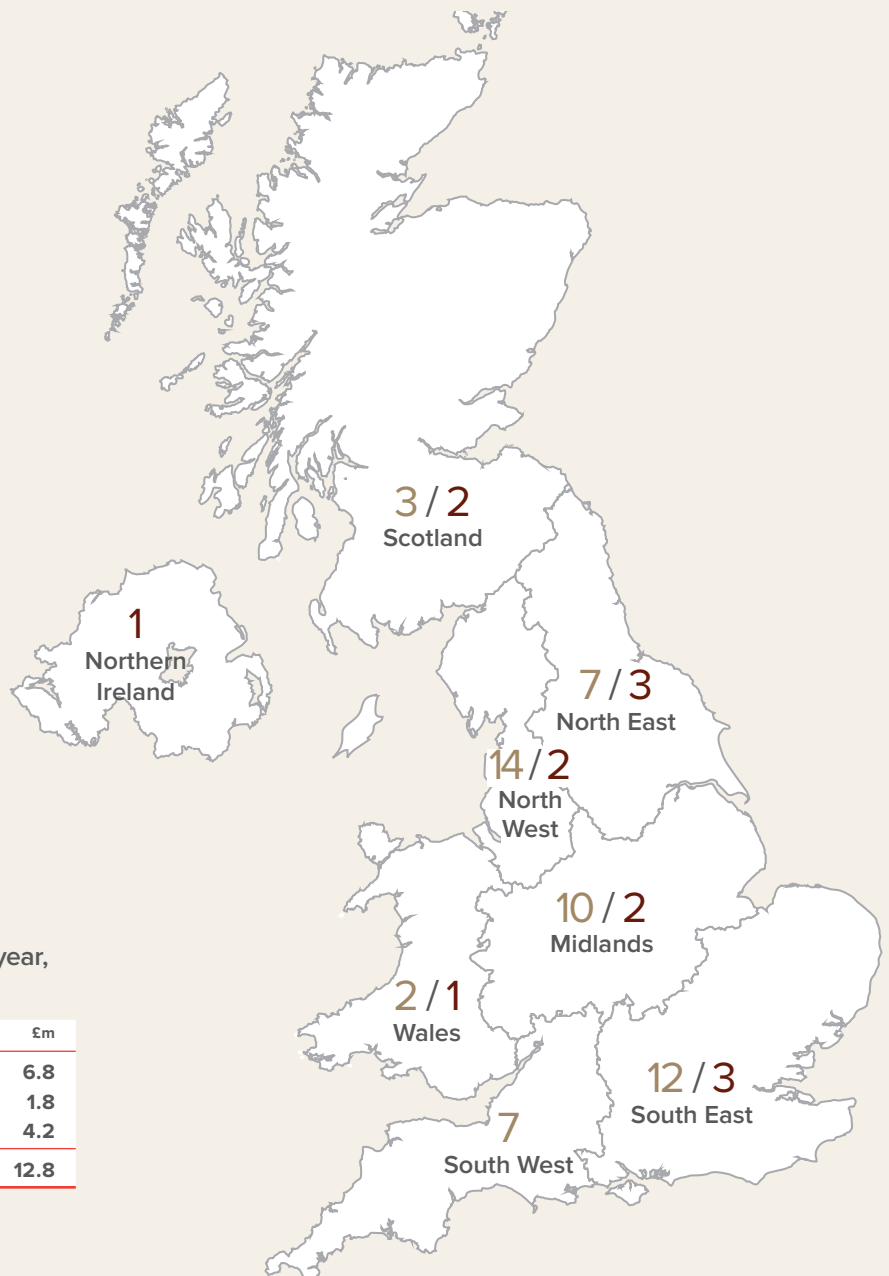 3 / 2
Scotland
1
Northern
Ireland
7 / 3
North East
14 / 2
North
West
10 / 2
Midlands
year,
2 / 1
Wales
£m
6.8
1.8
4.2
12.8
12 / 3
South East
7
South West